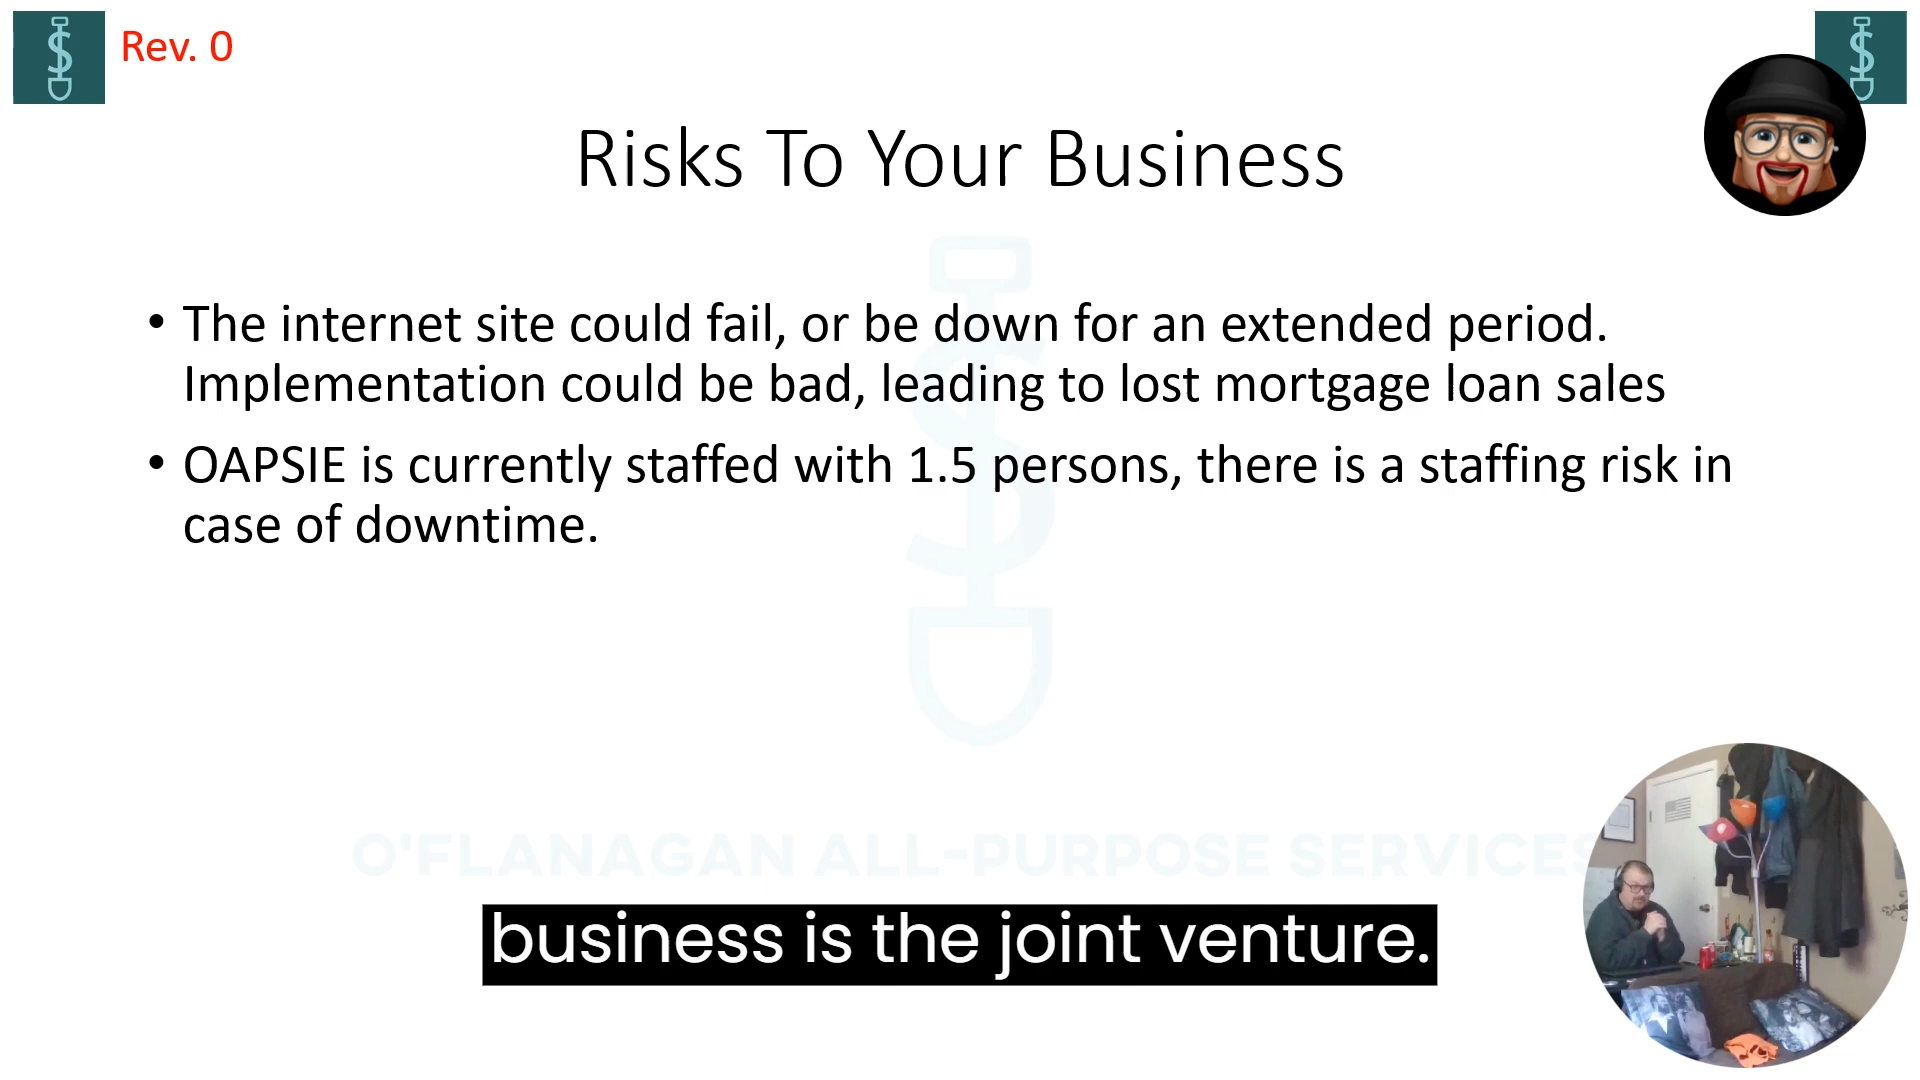 Rev. 0
Risks To Your Business
• The internet site could fail, or be down for an extended period.
Implementation could be bad, leading to lost mortgage loan sales
• OAPSIE is currently staffed with 1.5 persons, there is a staffing risk in
case of downtime.
O'FLANAGAN ALL-PURPOSE SERVICES
business is the joint venture.